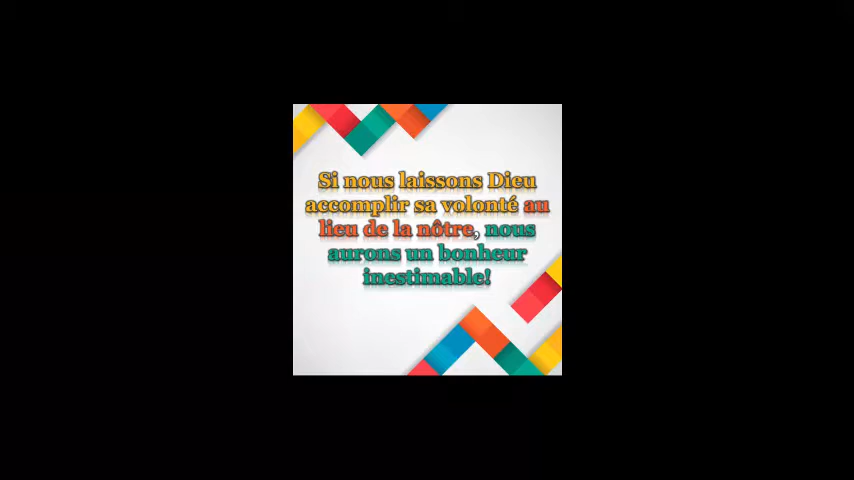 Si nous laissons Dieu
accomplir sa volonté au
lieu de la nôtre, nous
aurons un bonheur
inestimable!